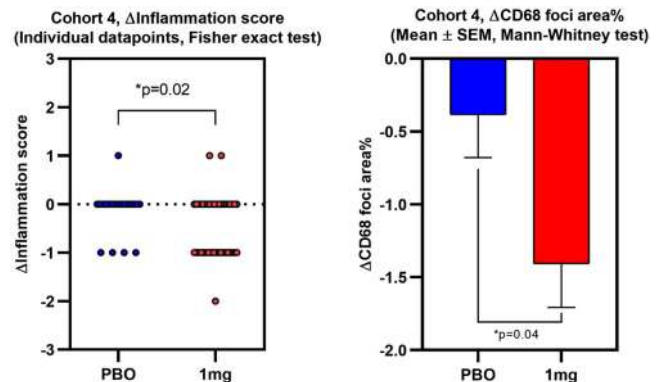 Cohort 4, ΔInflammation score
(Individual datapoints, Fisher exact test)
3
2
1
0
-1
-2
-3
ΔInflammation score
*p=0.02
PBO
1mg
Cohort 4, ΔCD68 foci area%
(Mean ± SEM, Mann-Whitney test)
0.0
-0.5
-1.0
-1.5
-2.0
ΔCD68 foci area%
*p=0.04
PBO
1mg